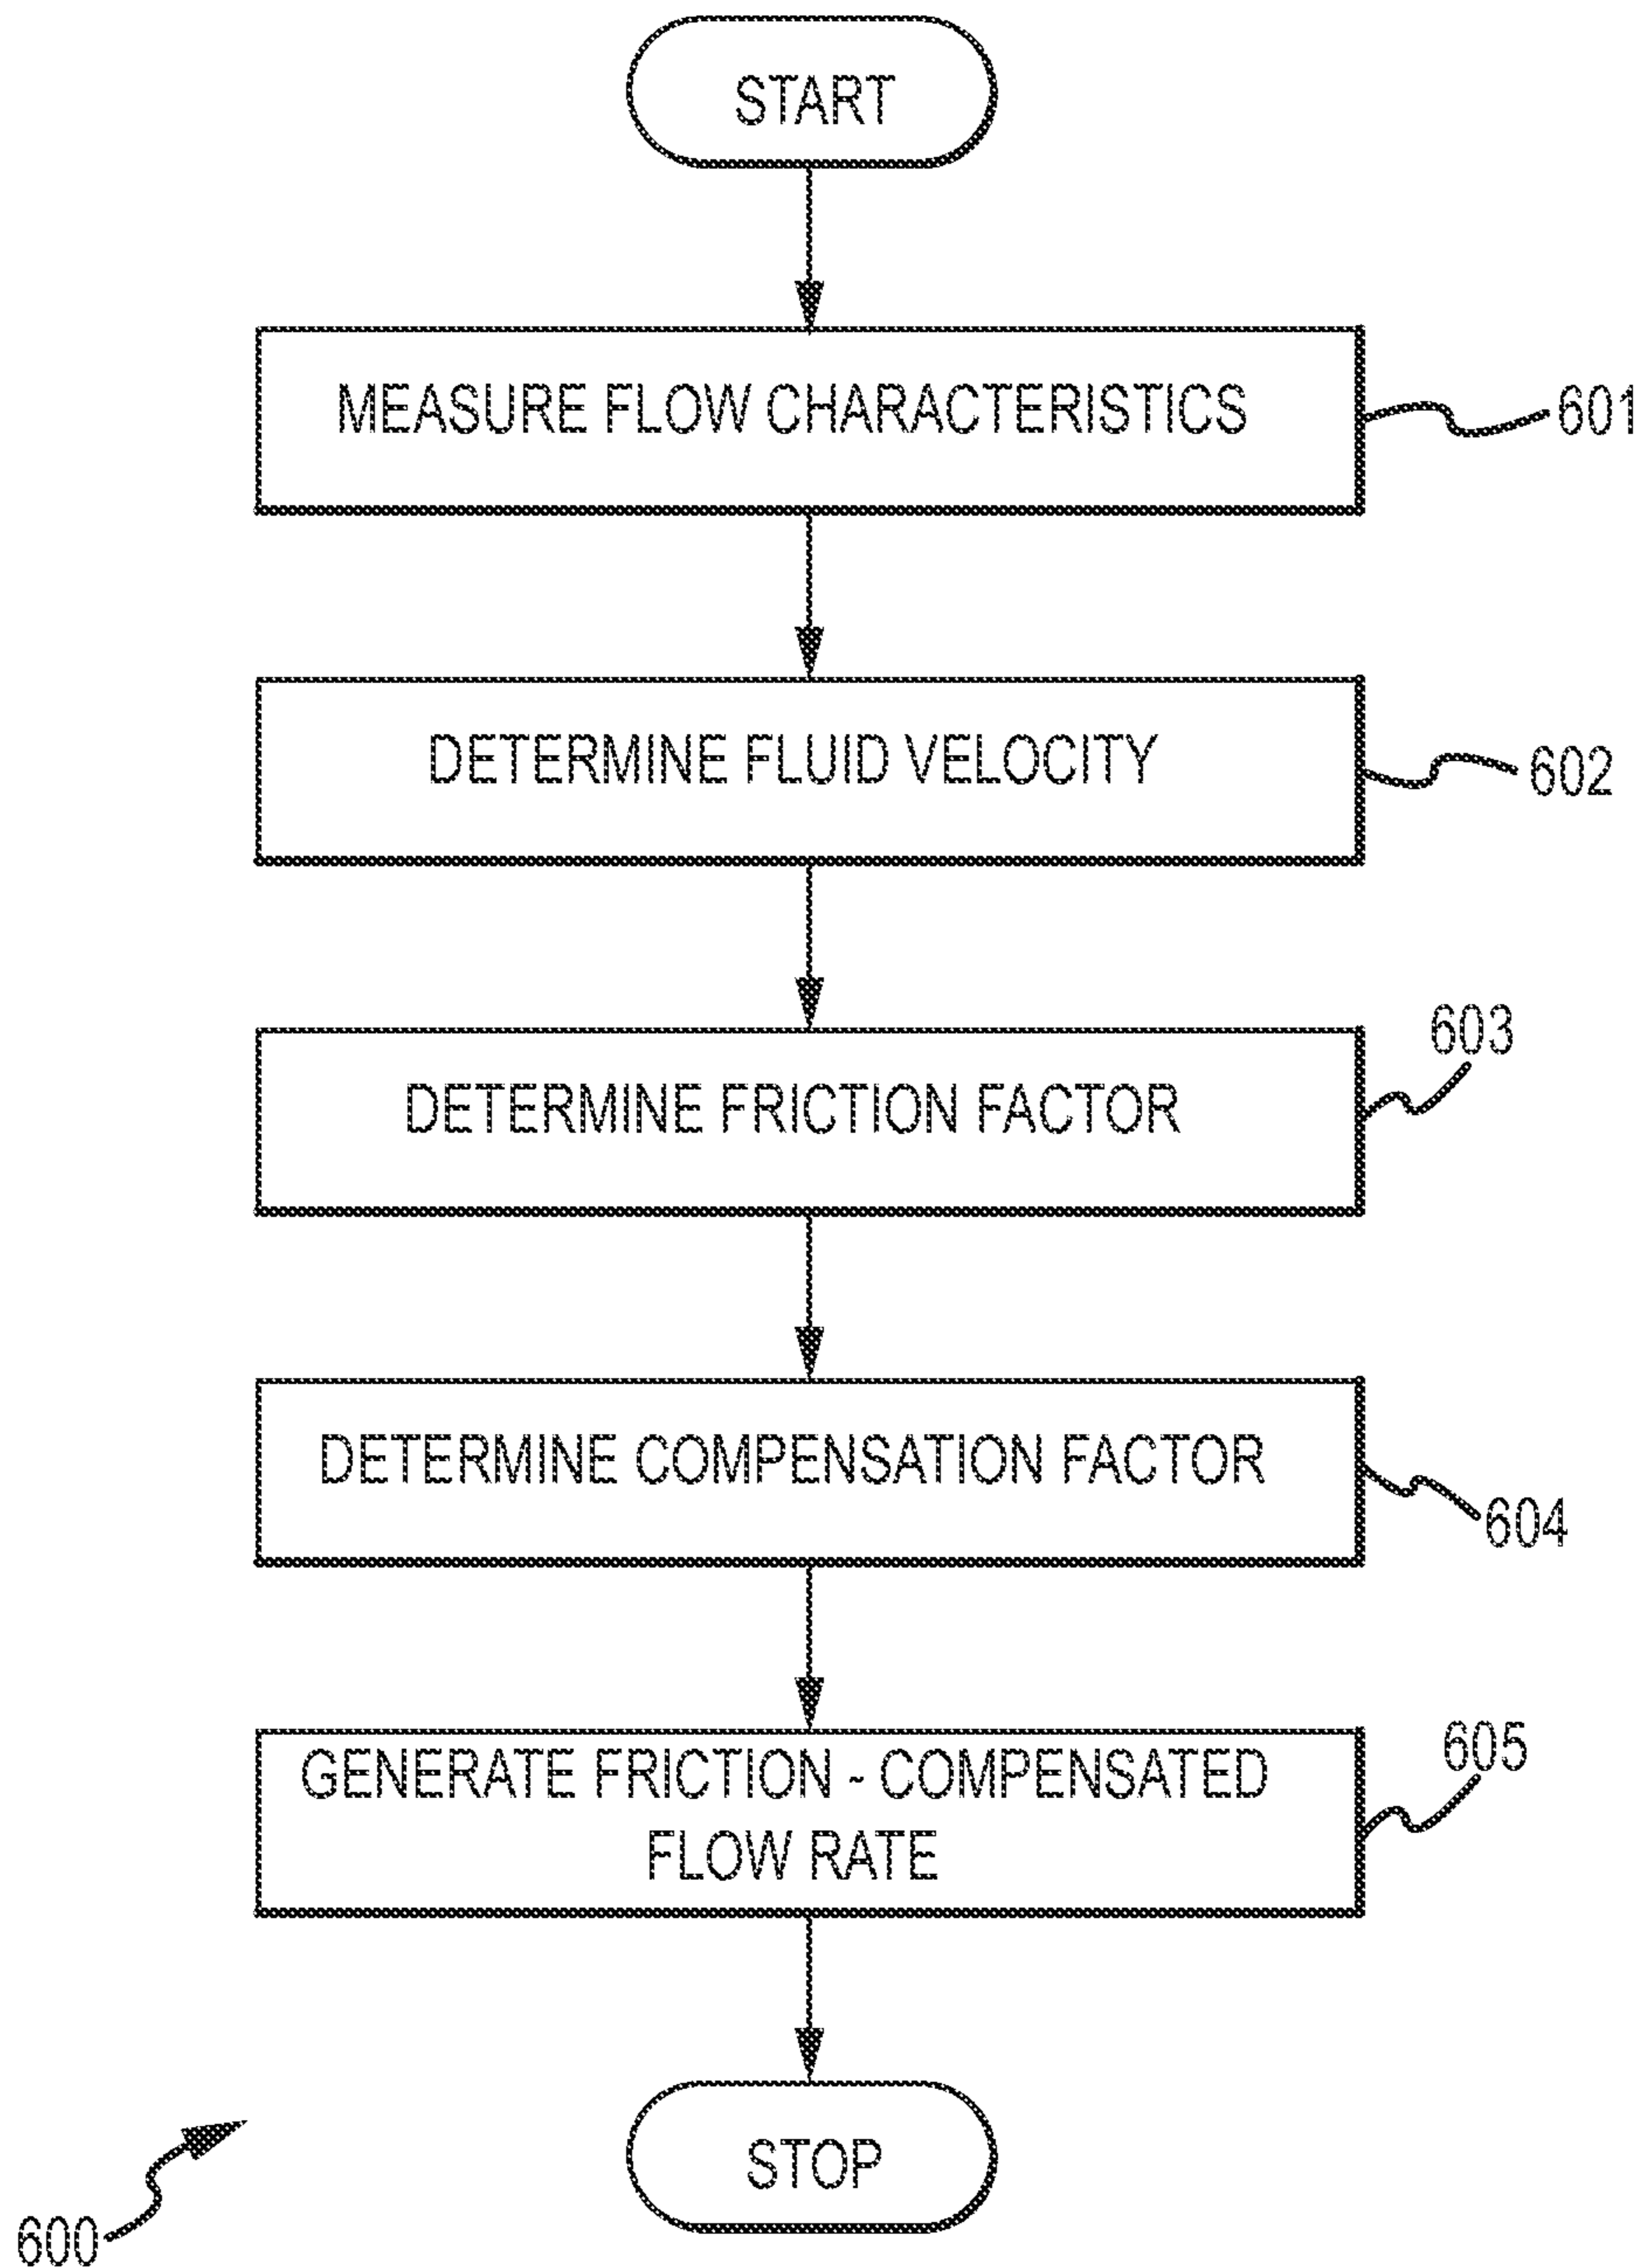 START
MEASURE FLOW CHARACTERISTICS
601
DETERMINE FLUID VELOCITY
602
603
DETERMINE FRICTION FACTOR
DETERMINE COMPENSATION FACTOR
604
605
GENERATE FRICTION - COMPENSATED
FLOW RATE
STOP
600